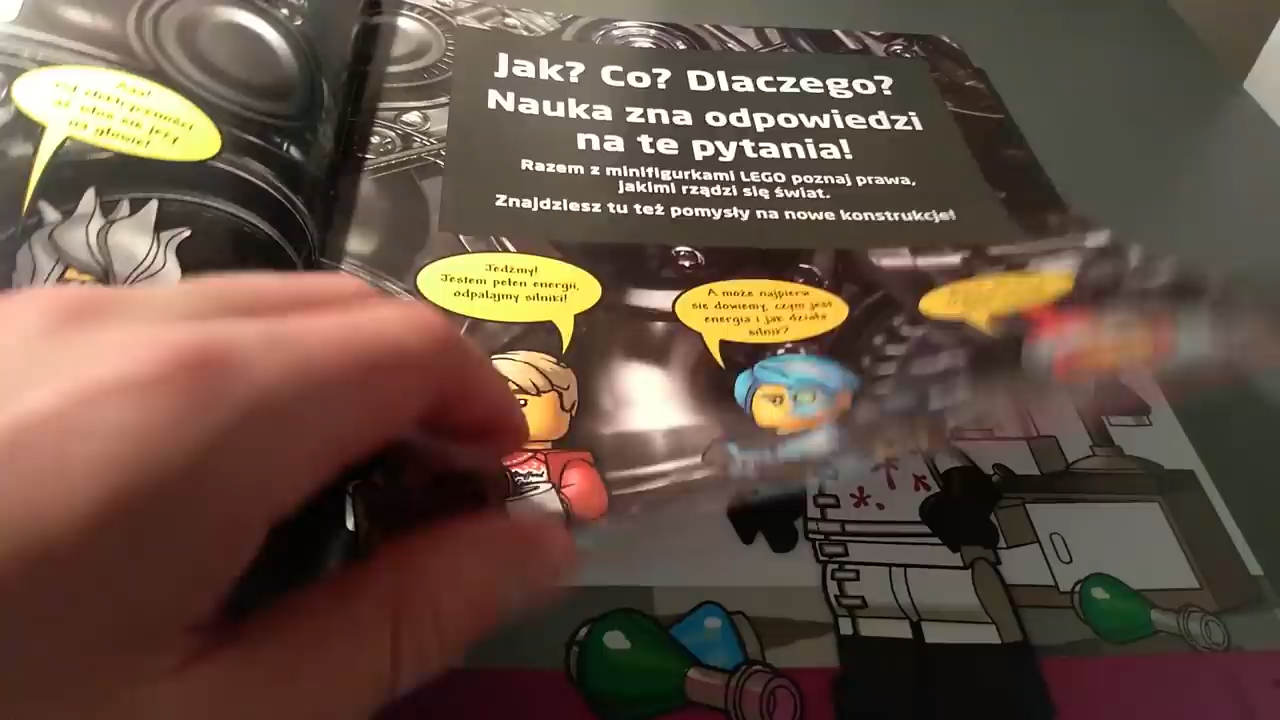 Jak? Co? Dlaczego?
Nauka zna odpowiedzi
na te pytania!
Razem z minifigurkami LEGO poznaj prawa,
jakimi rządzi się świat.
Znajdziesz tu też pomysły na nowe konstrukcje!
Jedźmy!
Jestem pełen energii,
odpalajmy silniki!
A może najpierw
się dowiemy, czym jest
energia i jak działa
silnik?